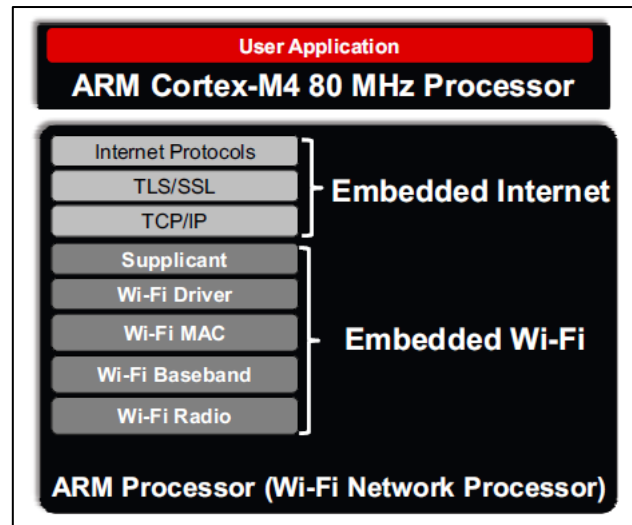 User Application
ARM Cortex-M4 80 MHz Processor
Internet Protocols
TLS/SSL
TCP/IP
Embedded Internet
Supplicant
Wi-Fi Driver
Wi-Fi MAC
Wi-Fi Baseband
Wi-Fi Radio
Embedded Wi-Fi
ARM Processor (Wi-Fi Network Processor)